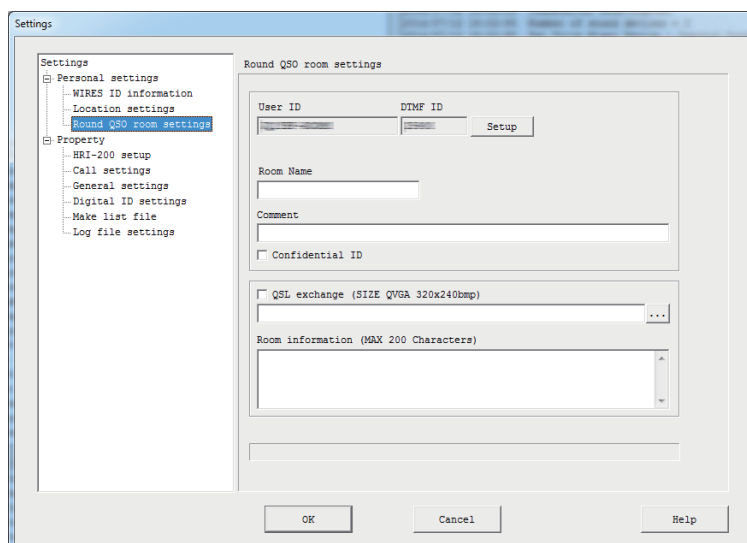 Settings
Settings
Personal settings
WIRES ID information
Location settings
Round QSO room settings
Property
HRI-200 setup
Call settings
General settings
Digital ID settings
Make list file
Log file settings
Round QSO room settings
User ID DTMF ID
Setup
Room Name
Comment
Confidential ID
QSL exchange (SIZE QVGA 320x240bmp)
...
Room information (MAX 200 Characters)
OK Cancel Help